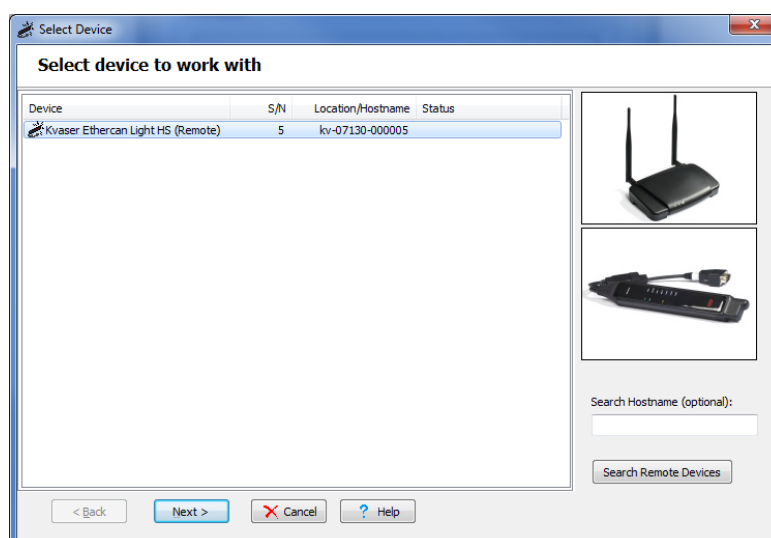 Select Device
Select device to work with
Device S/N Location/Hostname Status
Kvaser Ethercan Light HS (Remote) 5 kv-07130-000005
Search Hostname (optional):
Search Remote Devices
< Back Next > Cancel ? Help